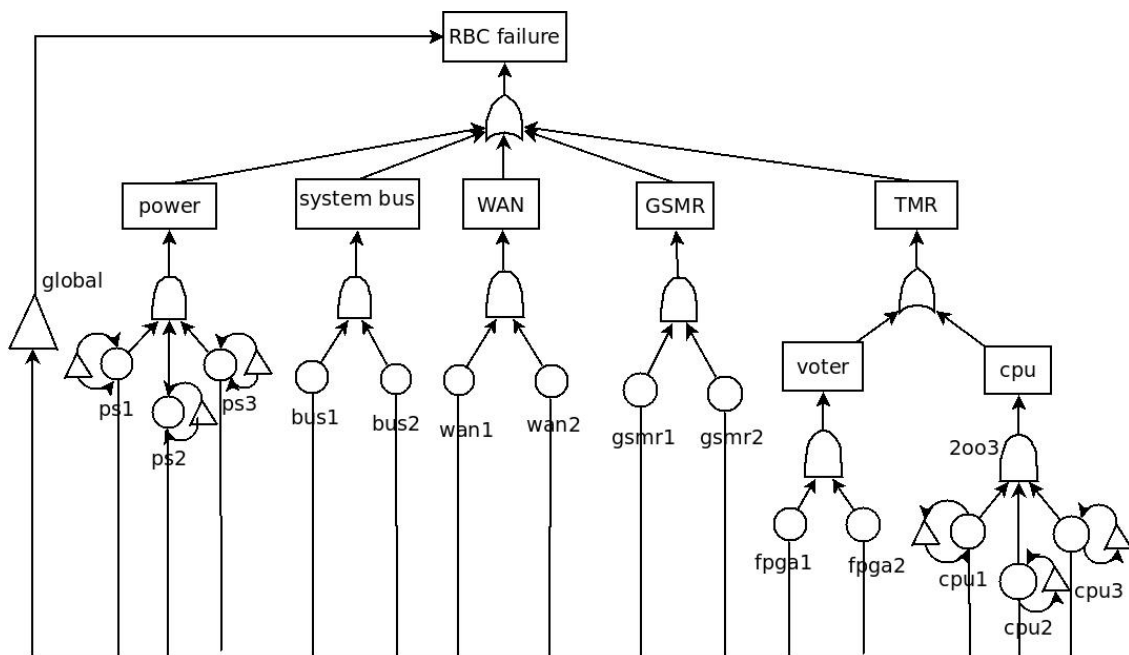 RBC failure
power
system bus
WAN
GSMR
TMR
global
voter
cpu
ps1
ps2
ps3
bus1
bus2
wan1
wan2
gsmr1
gsmr2
2oo3
fpga1
fpga2
cpu1
cpu2
cpu3